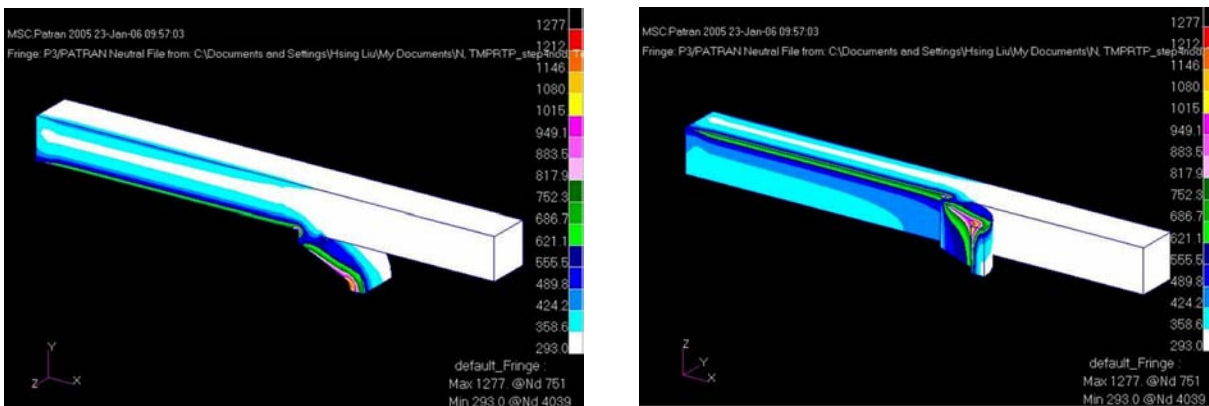 MSC.Patran 2005 23-Jan-06 09:57:03
Fringe: P3/PATRAN Neutral File from: C:\Documents and Settings\Hsing Liu\My Documents\N, TMPRTP_step4nod
1277
1212
1146
1080.
1015
949.1
883.5
817.9
752.3
686.7
621.1
555.5
489.8
424.2
358.6
293.0
Y
Z
X
default_Fringe :
Max 1277. @Nd 751
Min 293.0 @Nd 4039
MSC.Patran 2005 23-Jan-06 09:57:03
Fringe: P3/PATRAN Neutral File from: C:\Documents and Settings\Hsing Liu\My Documents\N, TMPRTP_step4nod
1277
1212
1146
1080.
1015
949.1
883.5
817.9
752.3
686.7
621.1
555.5
489.8
424.2
358.6
293.0
Z
Y
X
default_Fringe :
Max 1277. @Nd 751
Min 293.0 @Nd 4039